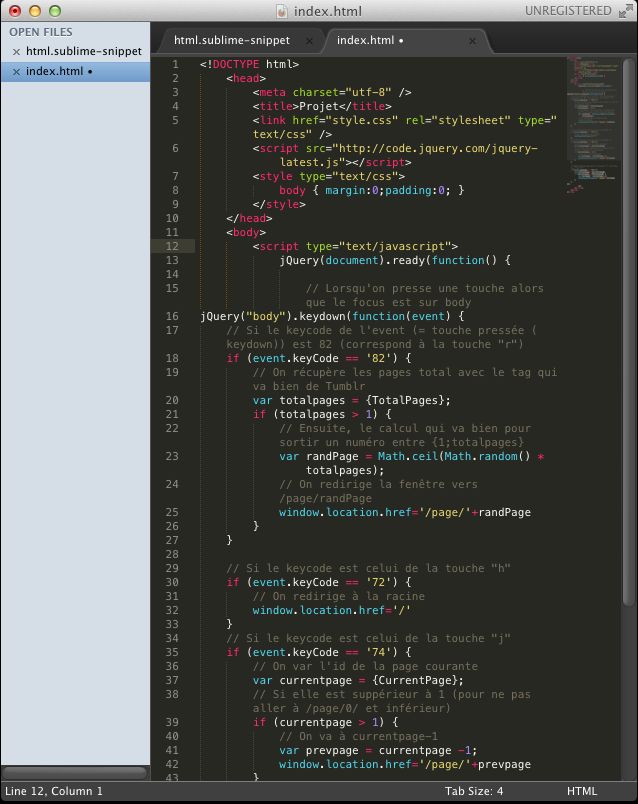 index.html
UNREGISTERED
OPEN FILES
html.sublime-snippet
index.html
html.sublime-snippet
index.html
1 <!DOCTYPE html>
2 <head>
3 <meta charset="utf-8" />
4 <title>Projet</title>
5 <link href="style.css" rel="stylesheet" type="
text/css" />
6 <script src="http://code.jquery.com/jquery-
latest.js"></script>
7 <style type="text/css">
8 body { margin:0;padding:0; }
9 </style>
10 </head>
11 <body>
12 <script type="text/javascript">
13 jQuery(document).ready(function() {
14
15 // Lorsqu'on presse une touche alors
que le focus est sur body
16 jQuery("body").keydown(function(event) {
17 // Si le keycode de l'event (= touche pressée (
keydown)) est 82 (correspond à la touche "r")
18 if (event.keyCode == '82') {
19 // On récupère les pages total avec le tag qui
va bien de Tumblr
20 var totalpages = {TotalPages};
21 if (totalpages > 1) {
22 // Ensuite, le calcul qui va bien pour
sortir un numéro entre {1;totalpages}
23 var randPage = Math.ceil(Math.random() *
totalpages);
24 // On redirige la fenêtre vers
/page/randPage
25 window.location.href='/page/'+randPage
26 }
27 }
28
29 // Si le keycode est celui de la touche "h"
30 if (event.keyCode == '72') {
31 // On redirige à la racine
32 window.location.href='/'
33 }
34 // Si le keycode est celui de la touche "j"
35 if (event.keyCode == '74') {
36 // On var l'id de la page courante
37 var currentpage = {CurrentPage};
38 // Si elle est suppérieur à 1 (pour ne pas
aller à /page/0/ et inférieur)
39 if (currentpage > 1) {
40 // On va à currentpage-1
41 var prevpage = currentpage -1;
42 window.location.href='/page/'+prevpage
43 }
Line 12, Column 1
Tab Size: 4
HTML